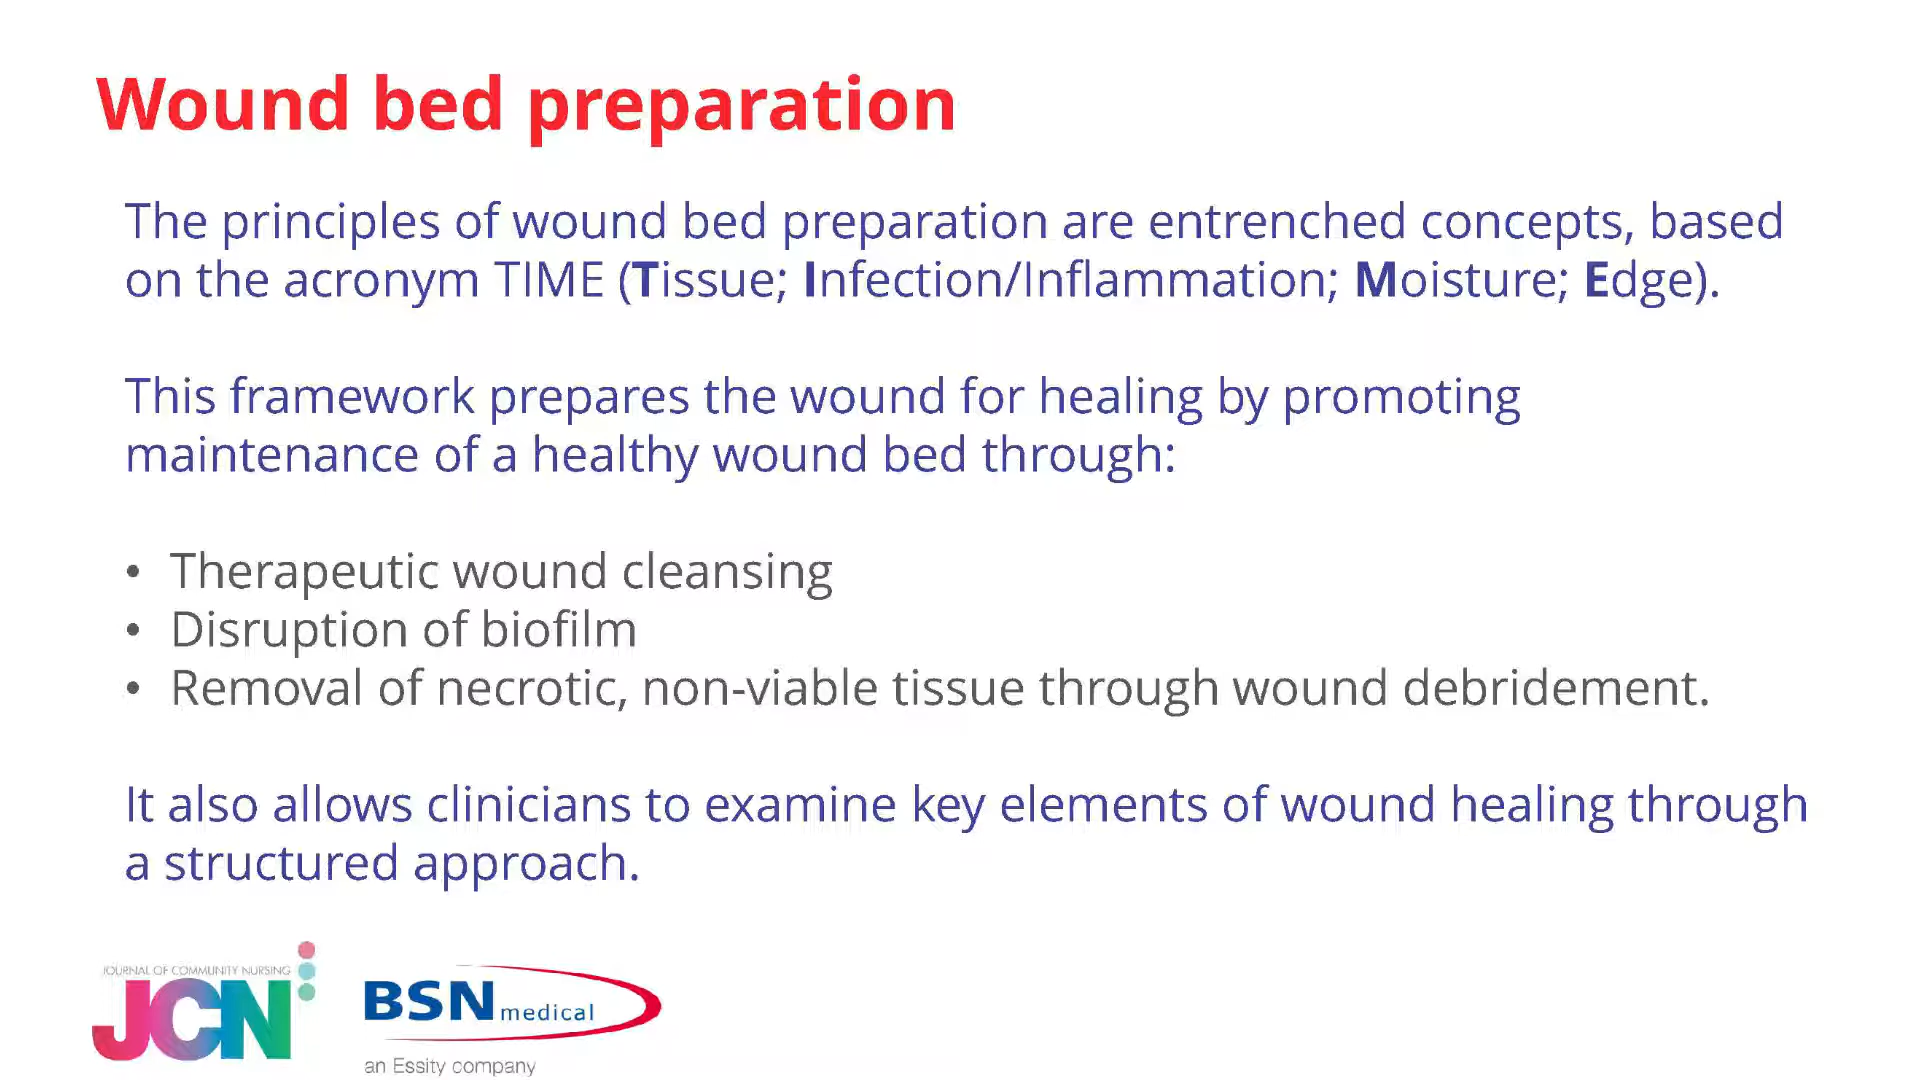 Wound bed preparation
The principles of wound bed preparation are entrenched concepts, based
on the acronym TIME (Tissue; Infection/Inflammation; Moisture; Edge).
This framework prepares the wound for healing by promoting
maintenance of a healthy wound bed through:
• Therapeutic wound cleansing
• Disruption of biofilm
• Removal of necrotic, non-viable tissue through wound debridement.
It also allows clinicians to examine key elements of wound healing through
a structured approach.
JOURNAL OF COMMUNITY NURSING
JCN
BSN medical
an Essity company